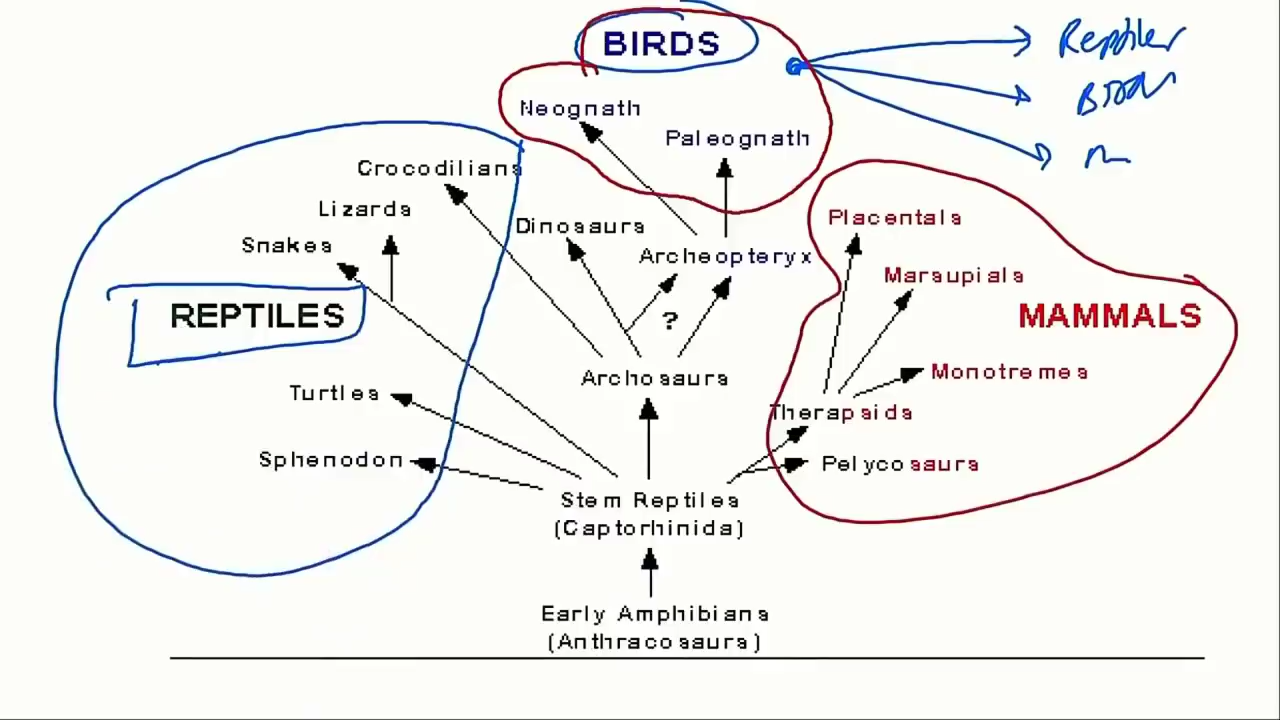 BIRDS
Reptiles
Birds
Neognath
Paleognath
Crocodilians
Lizards
Snakes
Dinosaurs
Archeopteryx
Placentals
Marsupials
REPTILES
?
MAMMALS
Archosaurs
Monotremes
Turtles
Therapsids
Sphenodon
Pelycosaurs
Stem Reptiles
(Captorhinida)
Early Amphibians
(Anthracosaurs)